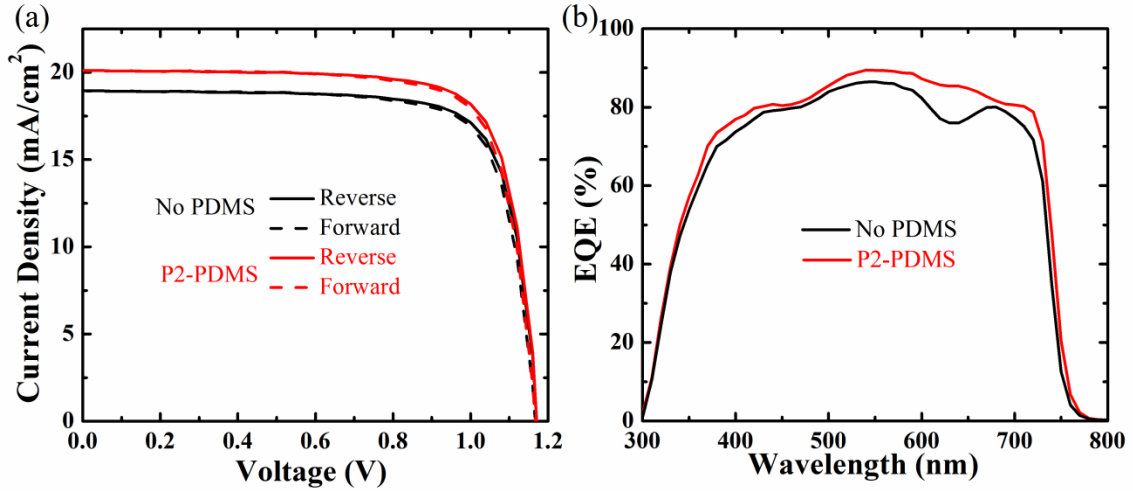 (a)
20
15
10
5
0
0.0 0.2 0.4 0.6 0.8 1.0 1.2
Current Density (mA/cm²)
Voltage (V)
No PDMS
Reverse
Forward
P2-PDMS
Reverse
Forward
(b)
100
80
60
40
20
0
300 400 500 600 700 800
EQE (%)
Wavelength (nm)
No PDMS
P2-PDMS